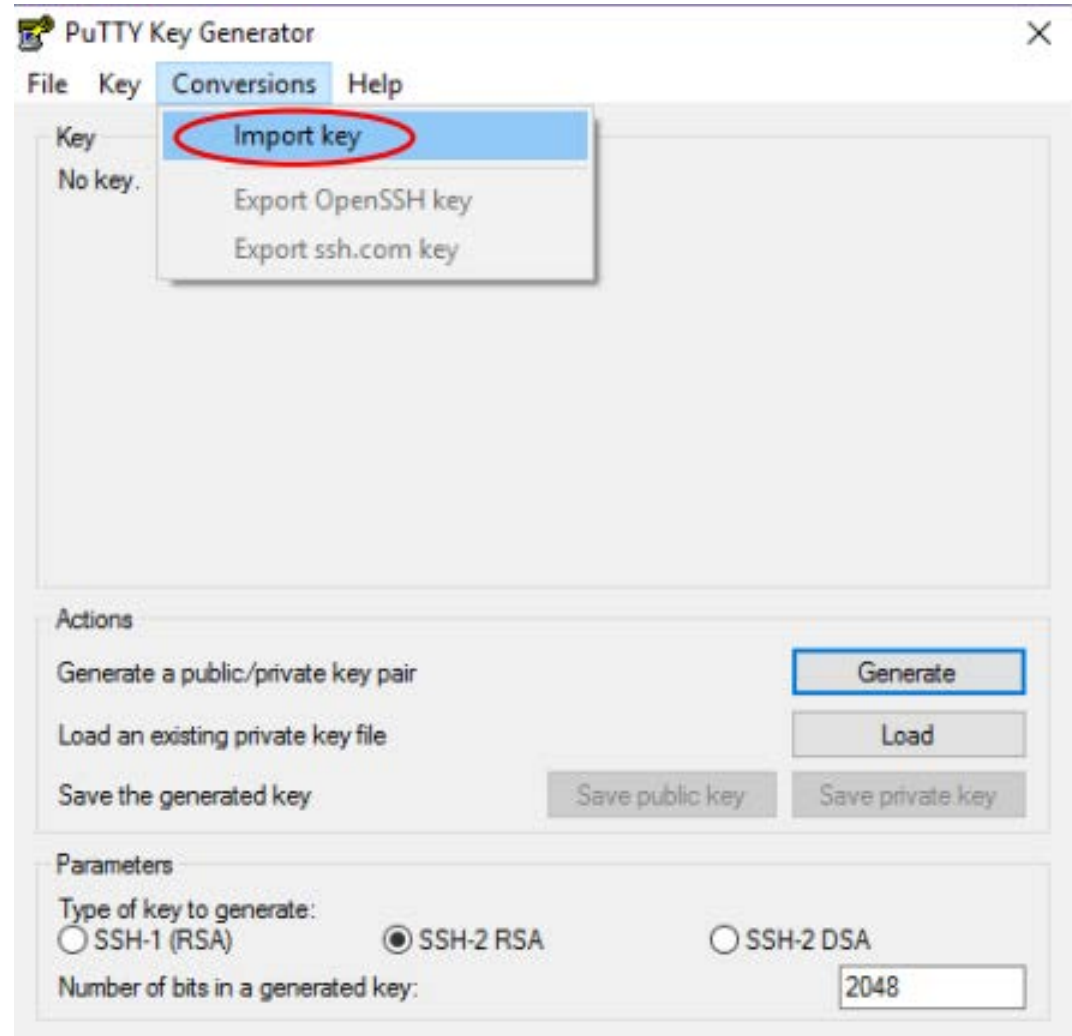 PuTTY Key Generator
File Key Conversions Help
Import key
Export OpenSSH key
Export ssh.com key
Key
No key.
Actions
Generate a public/private key pair
Generate
Load an existing private key file
Load
Save the generated key
Save public key
Save private key
Parameters
Type of key to generate:
SSH-1 (RSA) SSH-2 RSA SSH-2 DSA
Number of bits in a generated key:
2048